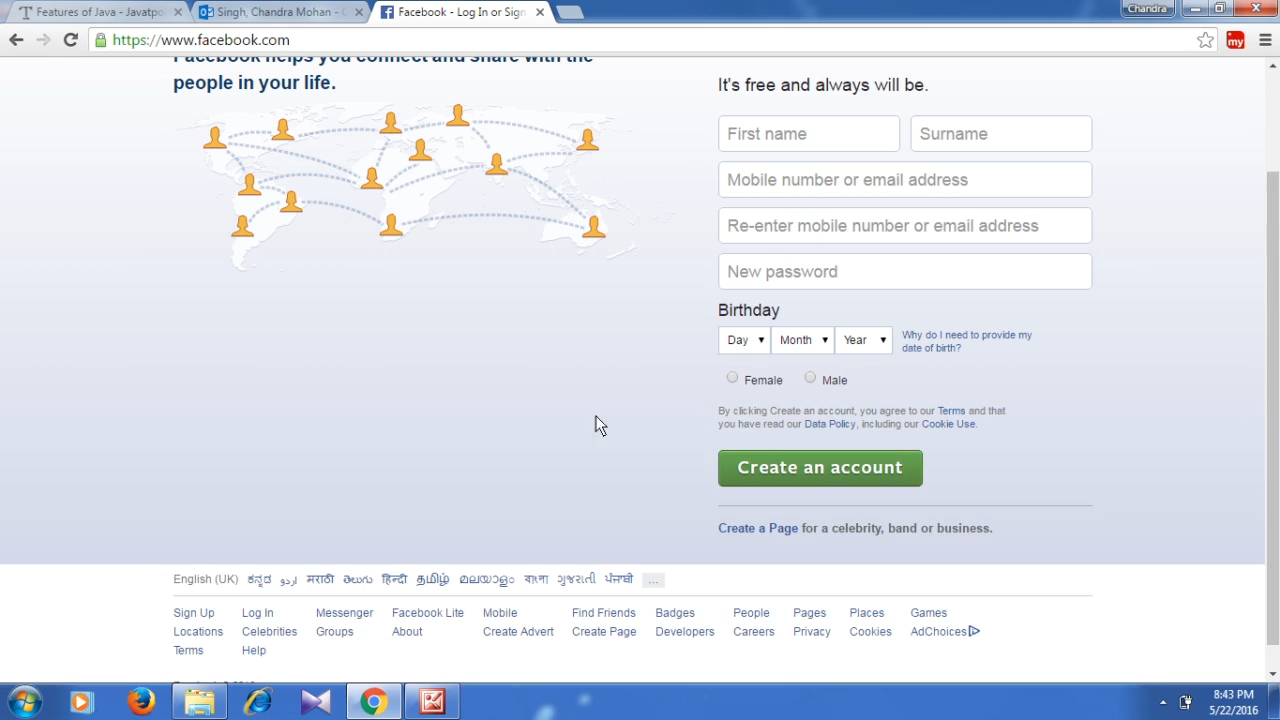 Features of Java - Javatpo
Singh, Chandra Mohan -
Facebook - Log In or Sign
Chandra
https://www.facebook.com
my
Facebook helps you connect and share with the
people in your life.
It's free and always will be.
First name
Surname
Mobile number or email address
Re-enter mobile number or email address
New password
Birthday
Day
Month
Year
Why do I need to provide my
date of birth?
Female
Male
By clicking Create an account, you agree to our Terms and that
you have read our Data Policy, including our Cookie Use.
Create an account
Create a Page for a celebrity, band or business.
English (UK) ಕನ್ನಡ اردو मराठी తెలుగు हिन्दी தமிழ் മലയാളം বাংলা ગુજરાતી ਪੰਜਾਬੀ ...
Sign Up Log In Messenger Facebook Lite Mobile Find Friends Badges People Pages Places Games
Locations Celebrities Groups About Create Advert Create Page Developers Careers Privacy Cookies AdChoices
Terms Help
8:43 PM
5/22/2016